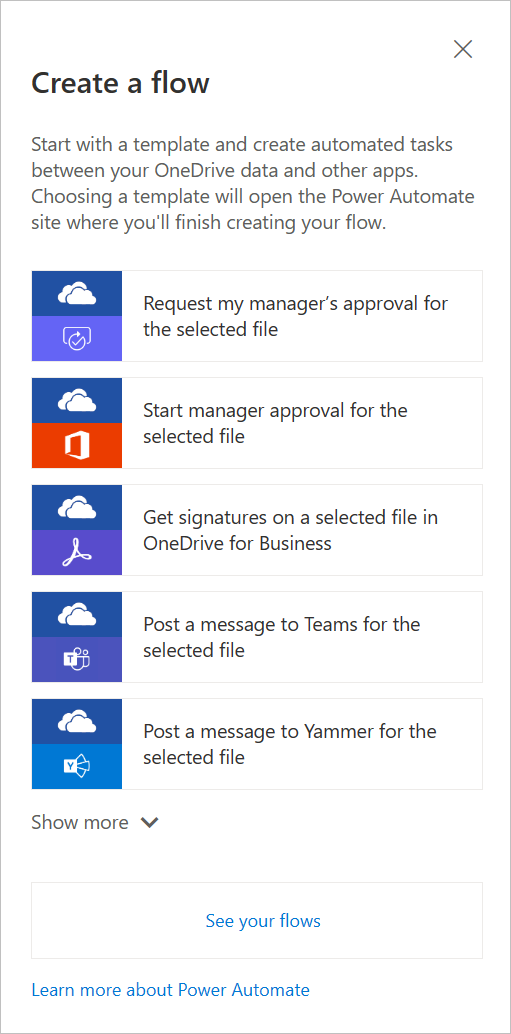 Create a flow
Start with a template and create automated tasks
between your OneDrive data and other apps.
Choosing a template will open the Power Automate
site where you'll finish creating your flow.
Request my manager’s approval for
the selected file
Start manager approval for the
selected file
Get signatures on a selected file in
OneDrive for Business
T
Post a message to Teams for the
selected file
Y
Post a message to Yammer for the
selected file
Show more
See your flows
Learn more about Power Automate